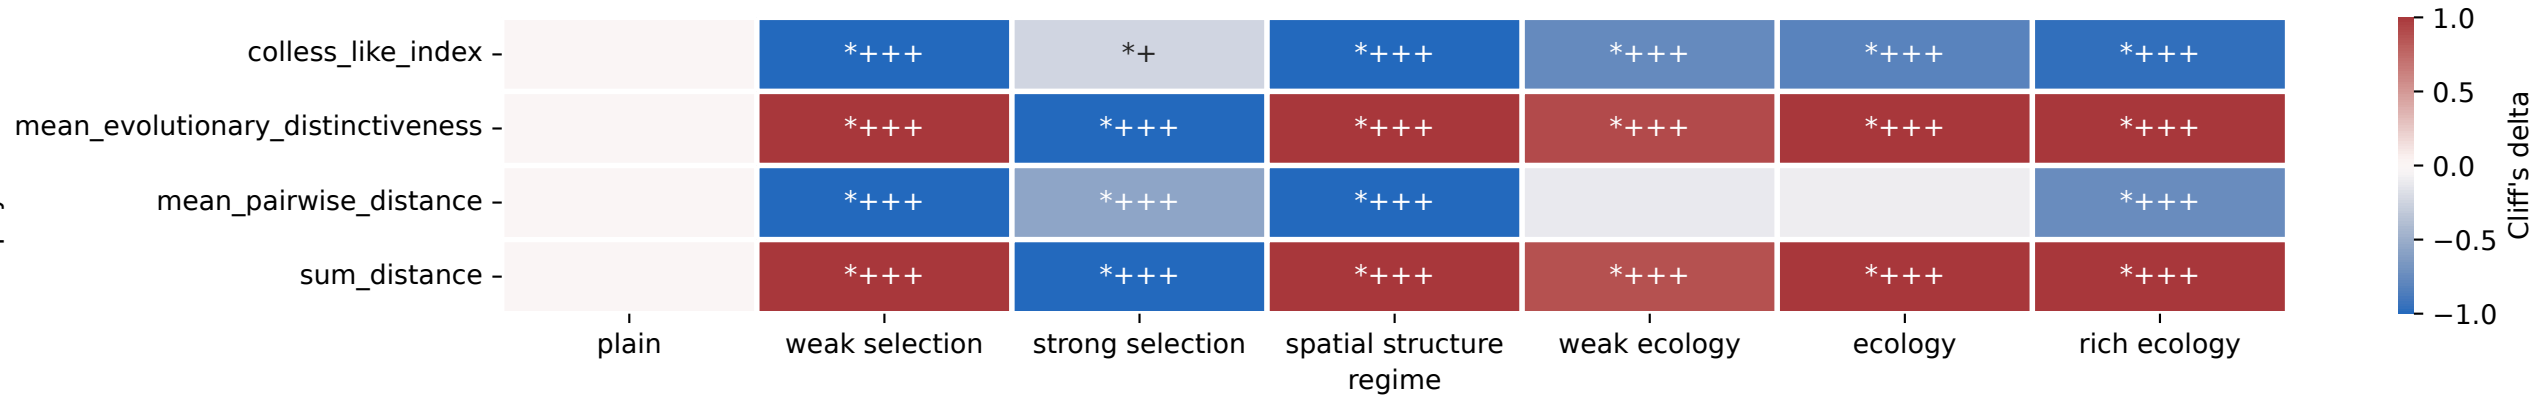 colless_like_index *+++ *+ *+++ *+++ *+++ *+++
mean_evolutionary_distinctiveness *+++ *+++ *+++ *+++ *+++ *+++
mean_pairwise_distance *+++ *+++ *+++ *+++
sum_distance *+++ *+++ *+++ *+++ *+++ *+++
plain weak selection strong selection spatial structure weak ecology ecology rich ecology
regime
1.0
0.5
0.0
−0.5
−1.0
Cliff's delta